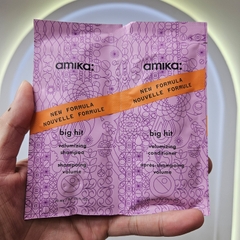 amika:
NEW FORMULA
NOUVELLE FORMULE
big hit
volumizing
shampoo
shampooing
volume
amika:
NEW FORMULA
NOUVELLE FORMULE
big hit
volumizing
conditioner
après-shampooing
volume